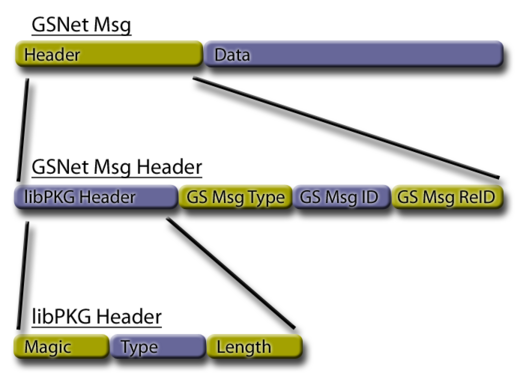 GSNet Msg
Header Data
GSNet Msg Header
libPKG Header GS Msg Type GS Msg ID GS Msg ReID
libPKG Header
Magic Type Length